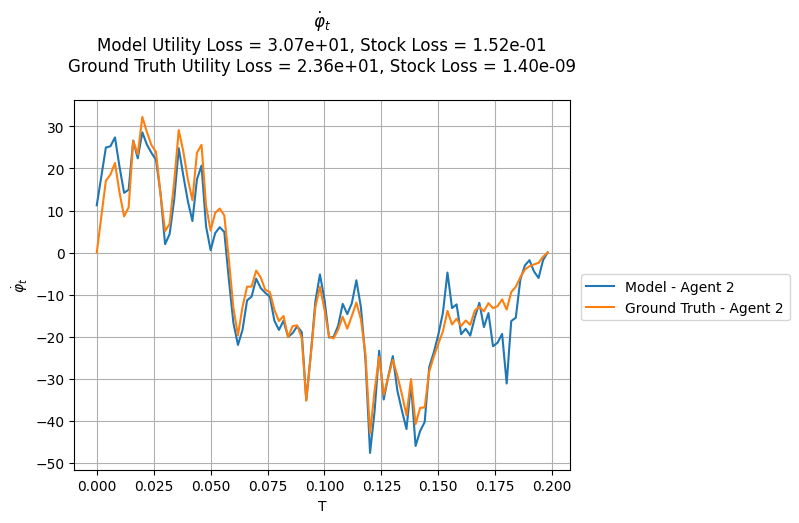 φ̇ₜ
Model Utility Loss = 3.07e+01, Stock Loss = 1.52e-01
Ground Truth Utility Loss = 2.36e+01, Stock Loss = 1.40e-09
30
20
10
0
−10
−20
−30
−40
−50
φ̇ₜ
0.000 0.025 0.050 0.075 0.100 0.125 0.150 0.175 0.200
T
Model - Agent 2
Ground Truth - Agent 2